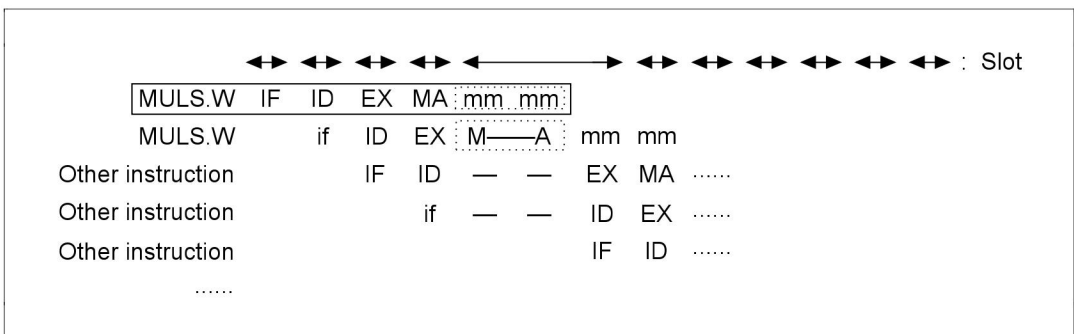 : Slot
MULS.W IF ID EX MA mm mm
MULS.W if ID EX M——A mm mm
Other instruction IF ID — — EX MA ......
Other instruction if — — ID EX ......
Other instruction IF ID ......
......